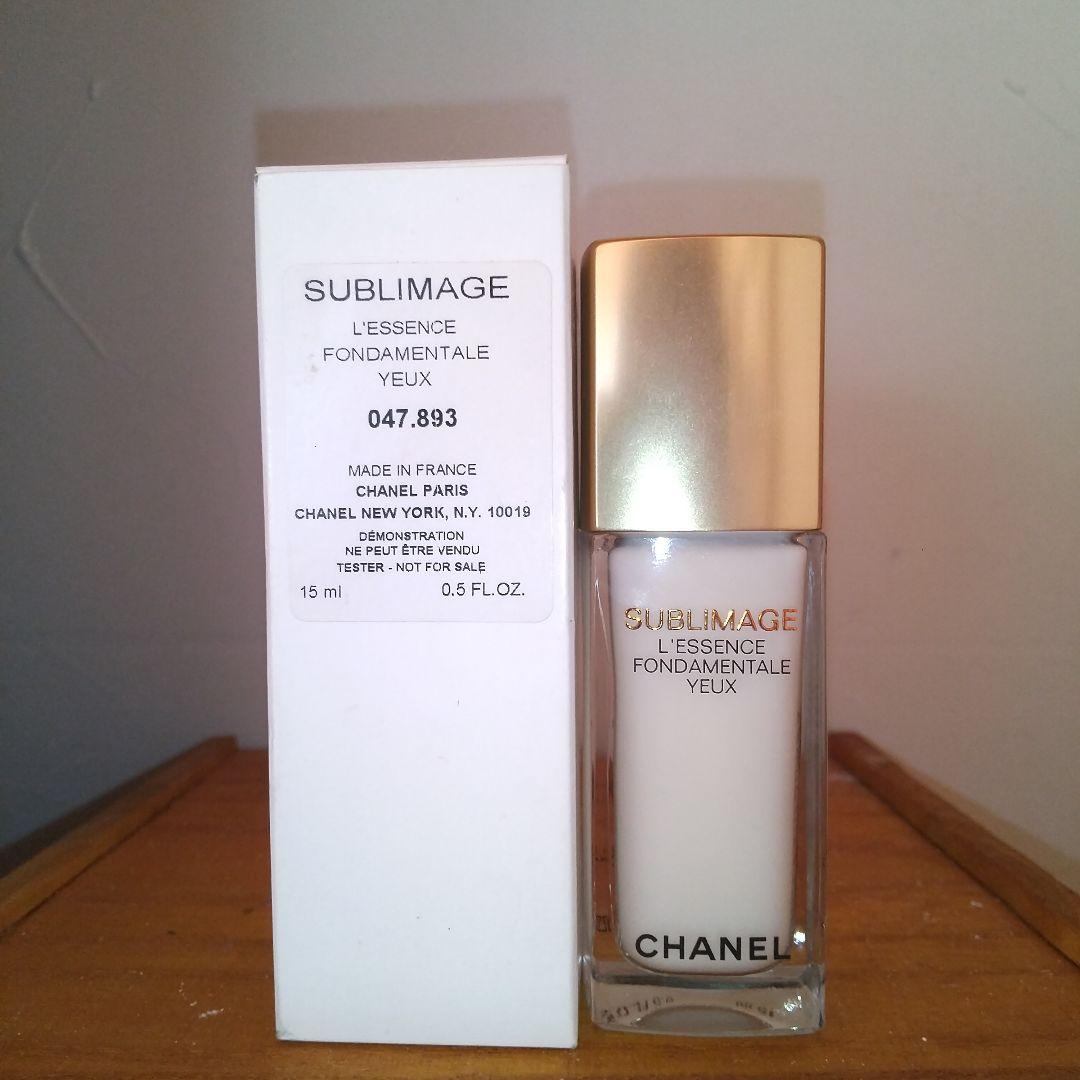 SUBLIMAGE
L'ESSENCE
FONDAMENTALE
YEUX
047.893
MADE IN FRANCE
CHANEL PARIS
CHANEL NEW YORK, N.Y. 10019
DÉMONSTRATION
NE PEUT ÊTRE VENDU
TESTER - NOT FOR SALE
15 ml 0.5 FL.OZ.
SUBLIMAGE
L'ESSENCE
FONDAMENTALE
YEUX
CHANEL